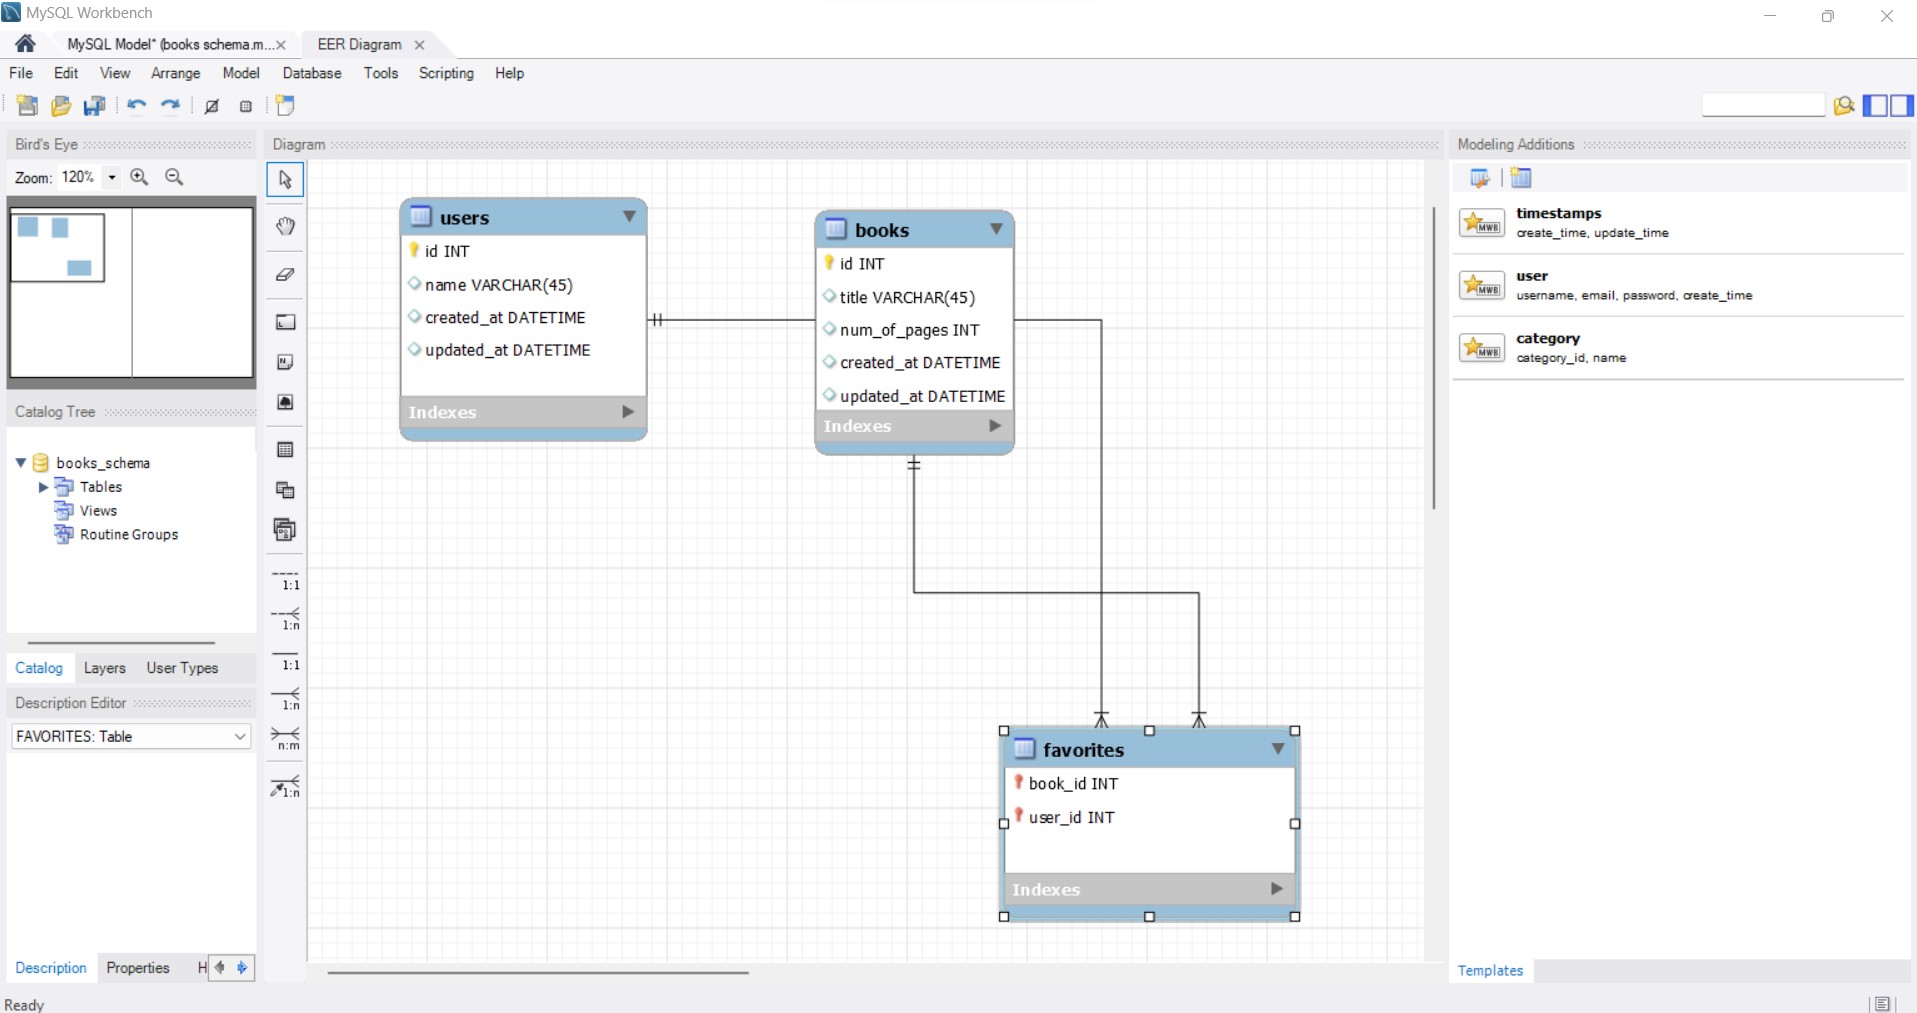 MySQL Workbench
MySQL Model* (books schema.m...× EER Diagram ×
File Edit View Arrange Model Database Tools Scripting Help
Bird's Eye
Zoom: 120%
Catalog Tree
books_schema
Tables
Views
Routine Groups
Catalog Layers User Types
Description Editor
FAVORITES: Table
Description Properties H
Ready
Diagram
1:1
1:n
1:1
1:n
n:m
1:n
users
id INT
name VARCHAR(45)
created_at DATETIME
updated_at DATETIME
Indexes
books
id INT
title VARCHAR(45)
num_of_pages INT
created_at DATETIME
updated_at DATETIME
Indexes
favorites
book_id INT
user_id INT
Indexes
Modeling Additions
MWB
timestamps
create_time, update_time
MWB
user
username, email, password, create_time
MWB
category
category_id, name
Templates